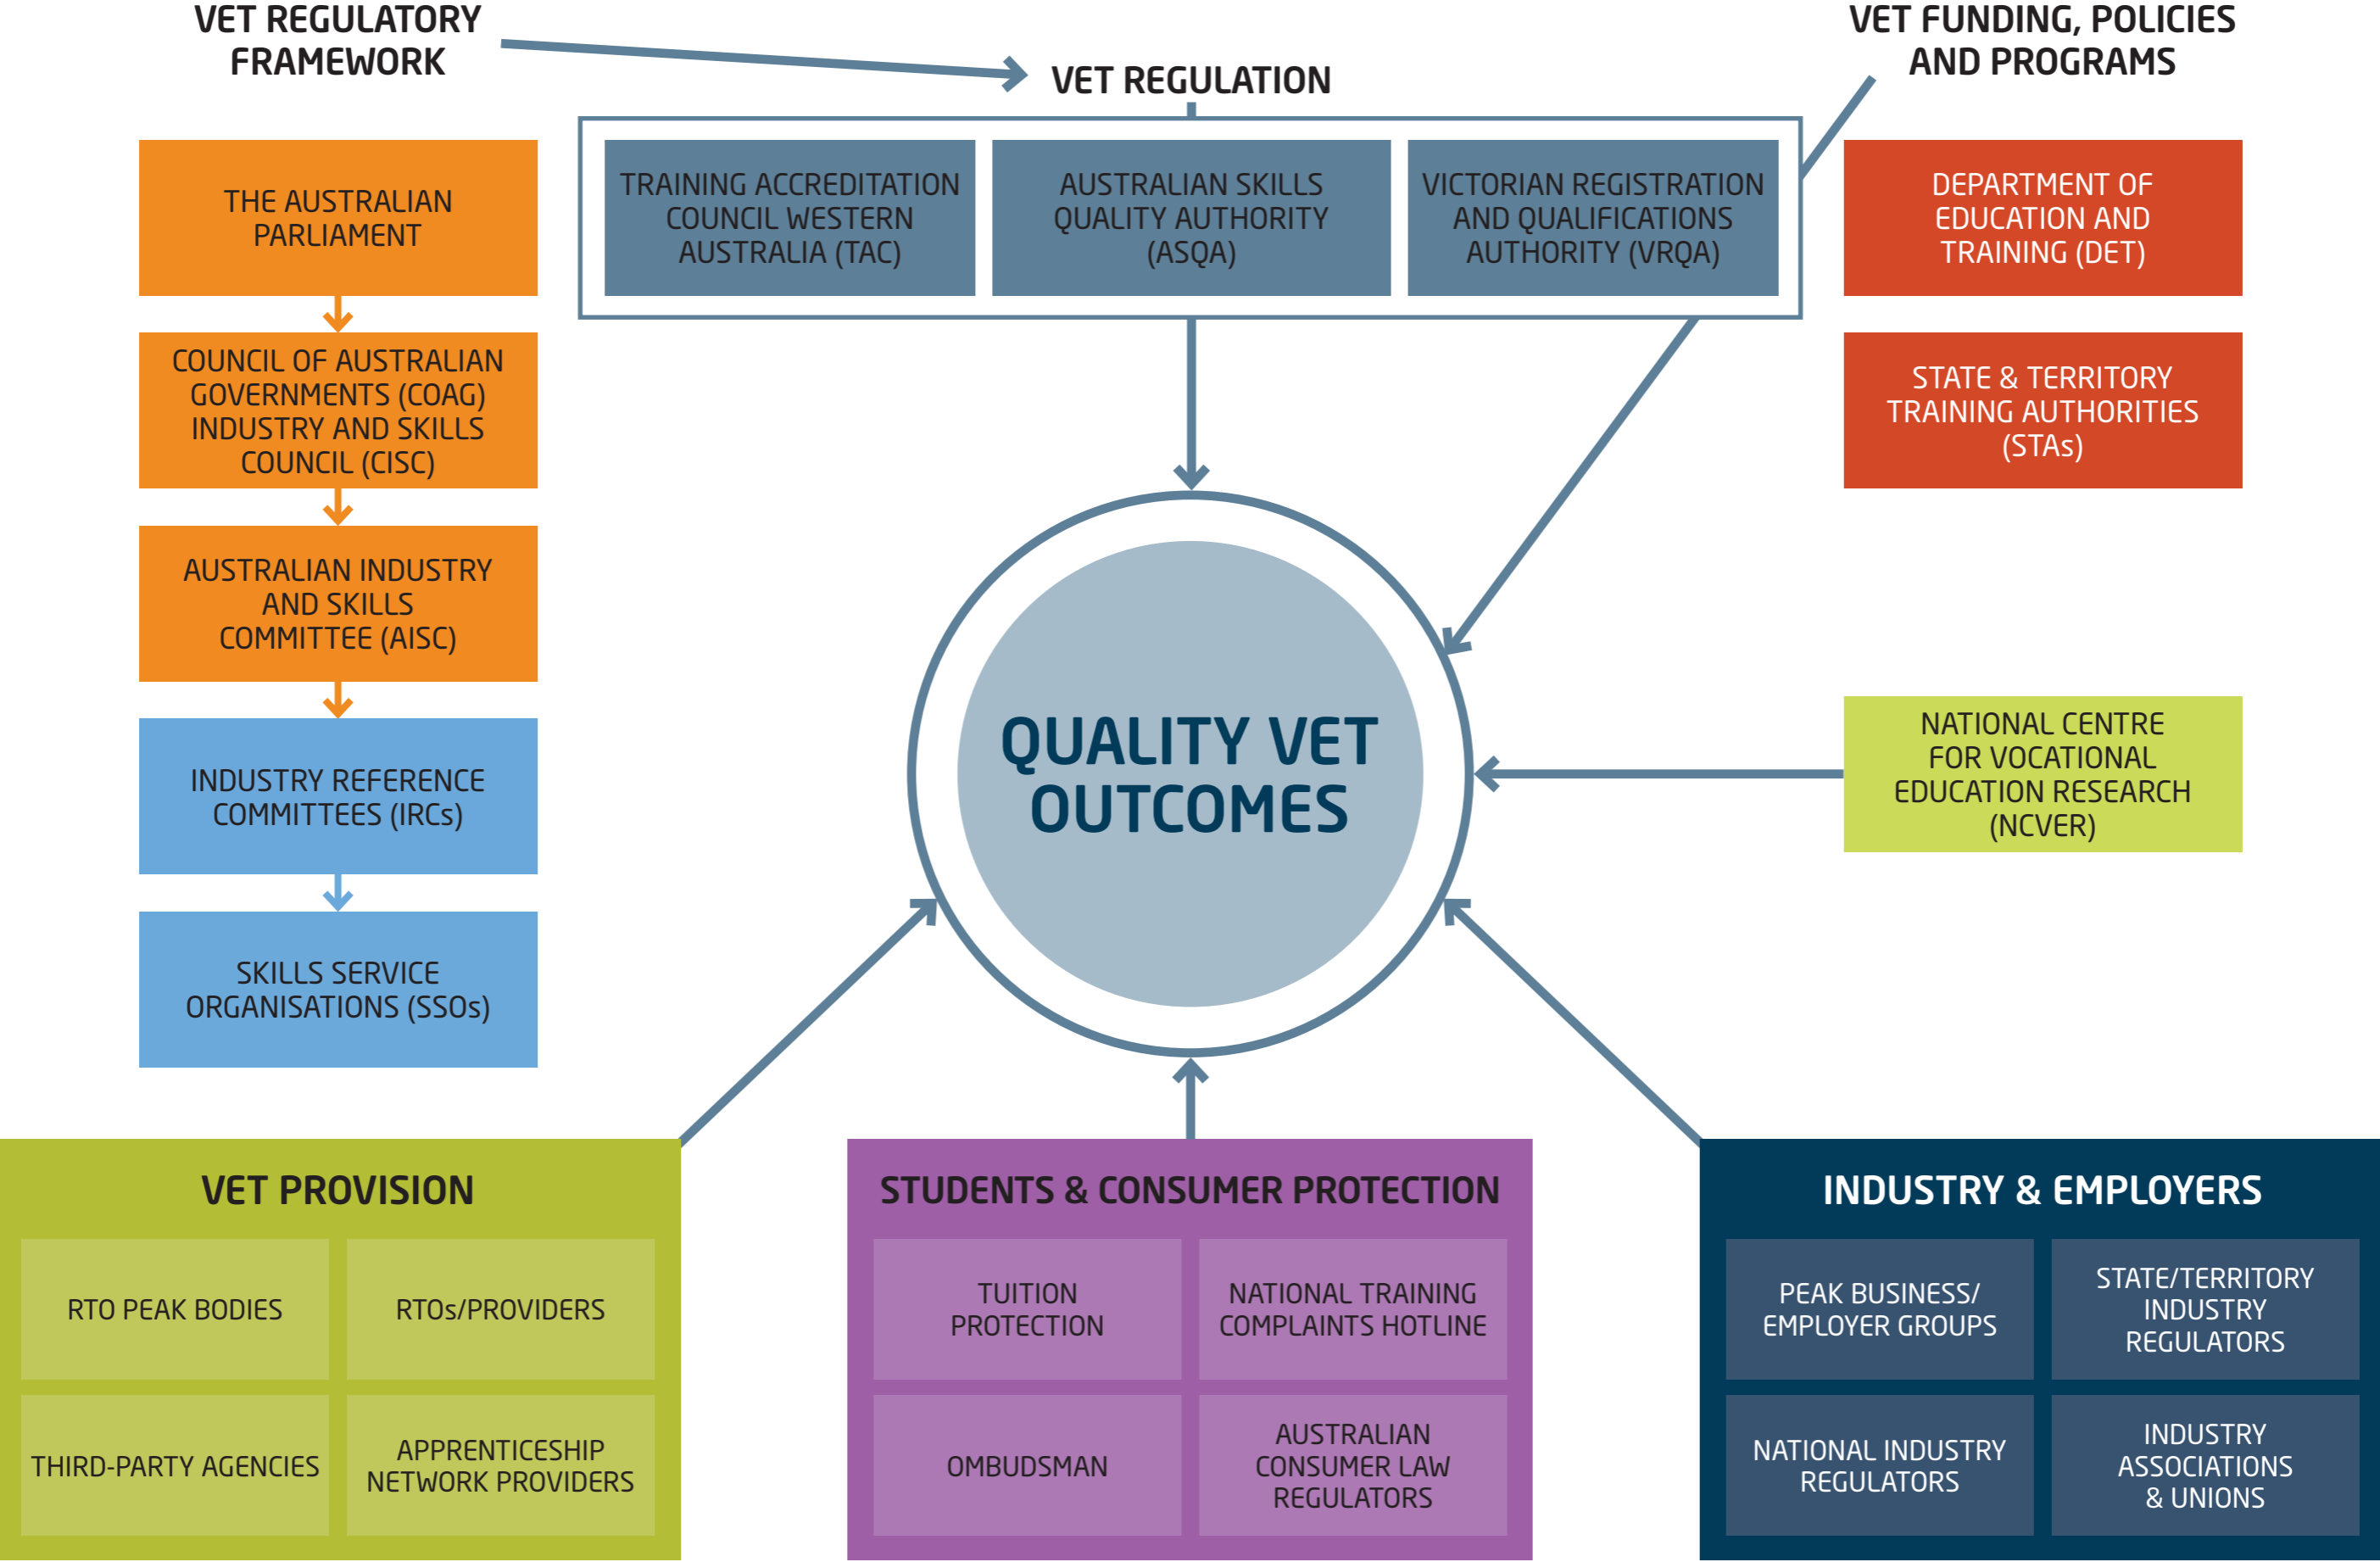 VET REGULATORY
FRAMEWORK
VET REGULATION
VET FUNDING, POLICIES
AND PROGRAMS
THE AUSTRALIAN
PARLIAMENT
COUNCIL OF AUSTRALIAN
GOVERNMENTS (COAG)
INDUSTRY AND SKILLS
COUNCIL (CISC)
AUSTRALIAN INDUSTRY
AND SKILLS
COMMITTEE (AISC)
INDUSTRY REFERENCE
COMMITTEES (IRCs)
SKILLS SERVICE
ORGANISATIONS (SSOs)
TRAINING ACCREDITATION
COUNCIL WESTERN
AUSTRALIA (TAC)
AUSTRALIAN SKILLS
QUALITY AUTHORITY
(ASQA)
VICTORIAN REGISTRATION
AND QUALIFICATIONS
AUTHORITY (VRQA)
DEPARTMENT OF
EDUCATION AND
TRAINING (DET)
STATE & TERRITORY
TRAINING AUTHORITIES
(STAs)
QUALITY VET
OUTCOMES
NATIONAL CENTRE
FOR VOCATIONAL
EDUCATION RESEARCH
(NCVER)
VET PROVISION
RTO PEAK BODIES
RTOs/PROVIDERS
THIRD-PARTY AGENCIES
APPRENTICESHIP
NETWORK PROVIDERS
STUDENTS & CONSUMER PROTECTION
TUITION
PROTECTION
NATIONAL TRAINING
COMPLAINTS HOTLINE
OMBUDSMAN
AUSTRALIAN
CONSUMER LAW
REGULATORS
INDUSTRY & EMPLOYERS
PEAK BUSINESS/
EMPLOYER GROUPS
STATE/TERRITORY
INDUSTRY
REGULATORS
NATIONAL INDUSTRY
REGULATORS
INDUSTRY
ASSOCIATIONS
& UNIONS